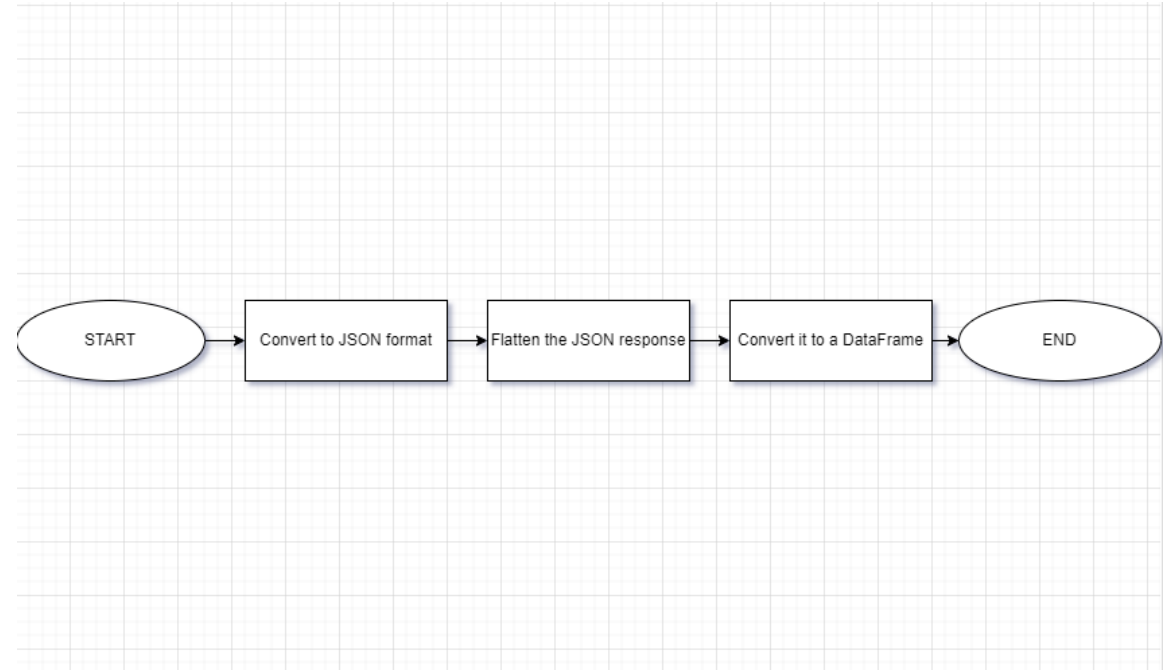 START
Convert to JSON format
Flatten the JSON response
Convert it to a DataFrame
END